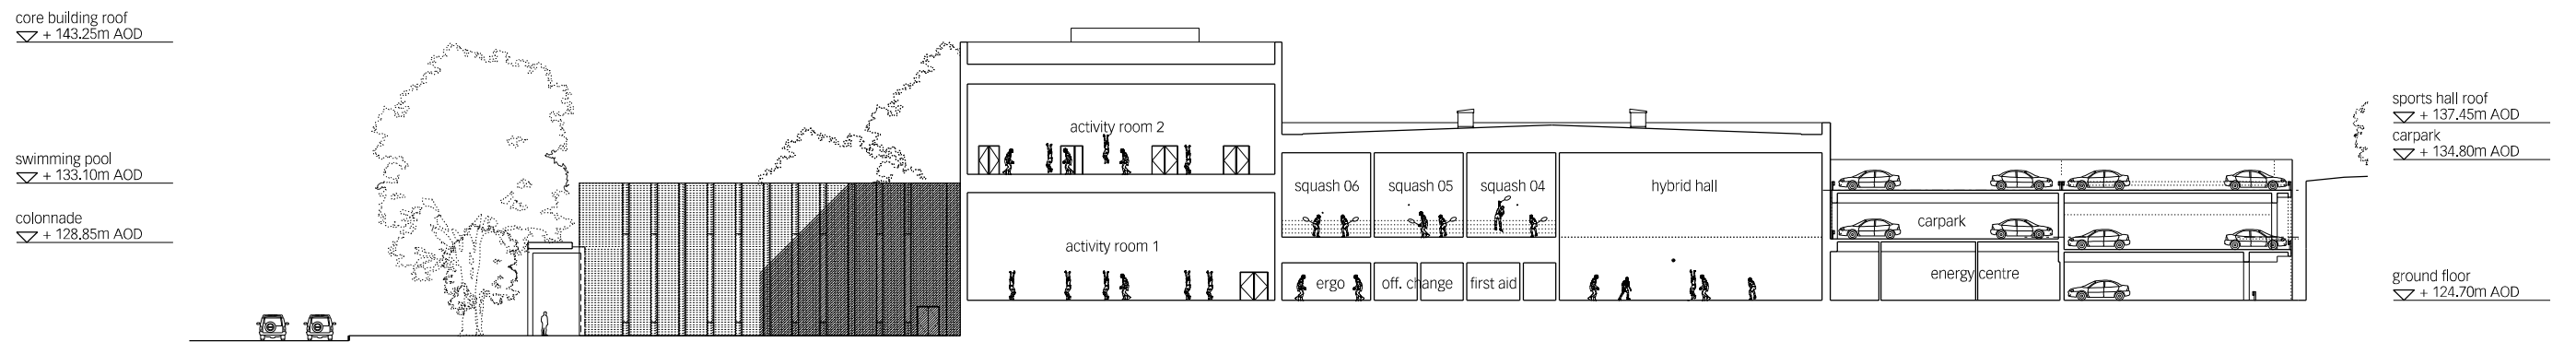 core building roof
+ 143.25m AOD
swimming pool
+ 133.10m AOD
colonnade
+ 128.85m AOD
activity room 2
activity room 1
squash 06
squash 05
squash 04
hybrid hall
ergo
off. change
first aid
carpark
energy centre
sports hall roof
+ 137.45m AOD
carpark
+ 134.80m AOD
ground floor
+ 124.70m AOD